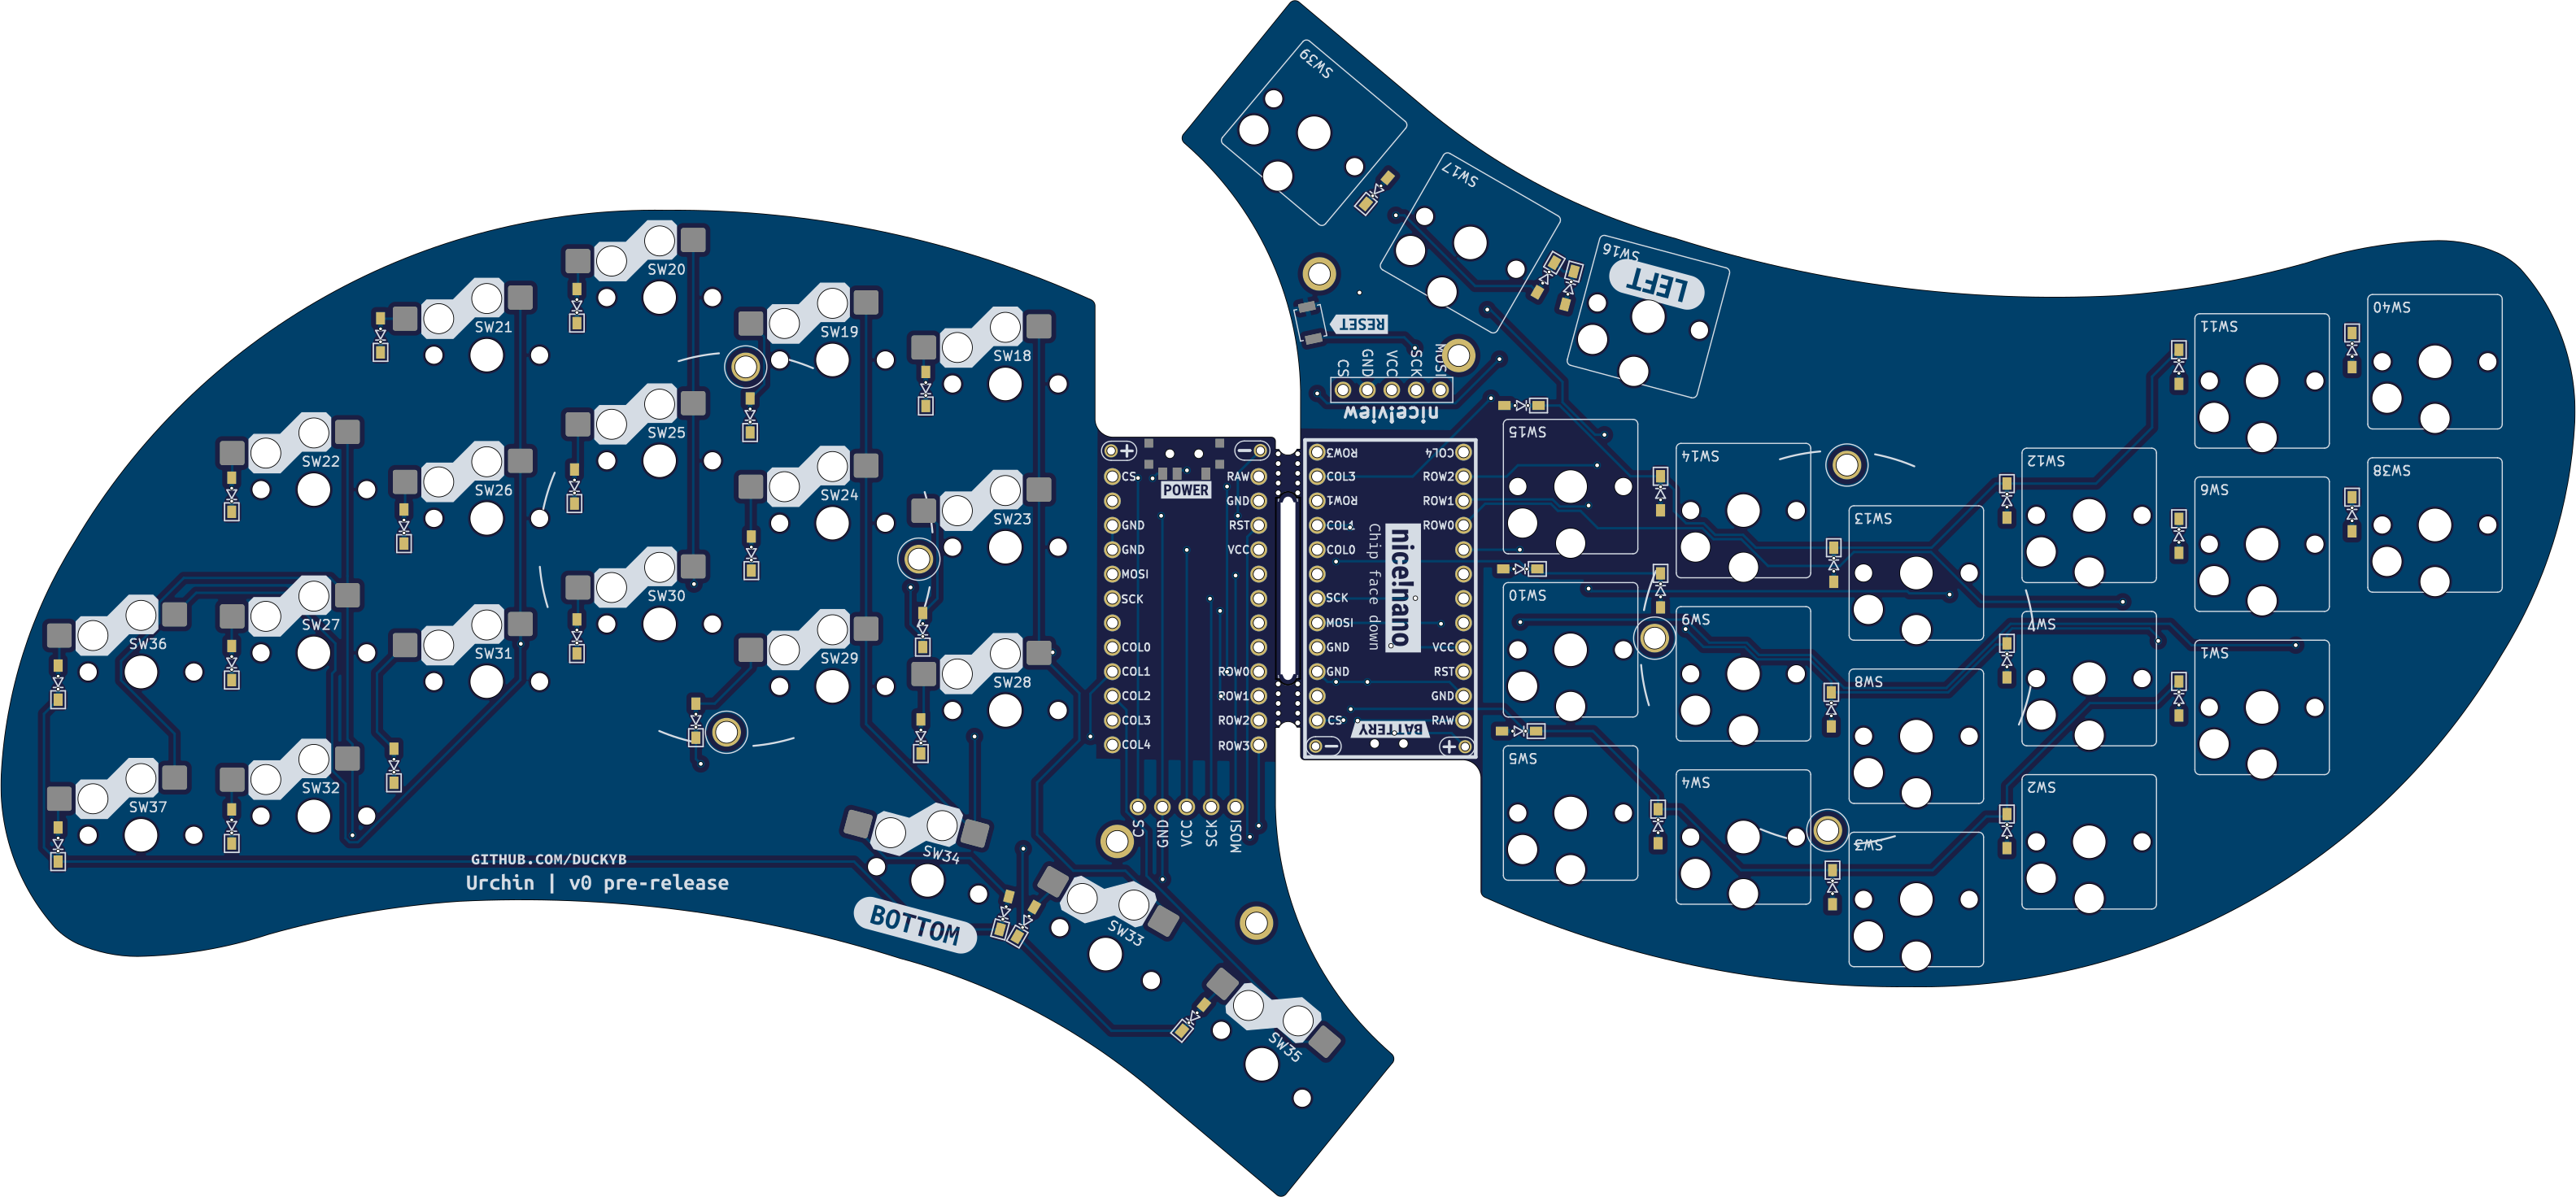 SW39
SW17
SW16
LEFT
RESET
CS
GND
VCC
SCK
MOSI
nice!view
SW20
SW21
SW19
SW18
SW22
SW25
SW26
SW24
SW23
SW36
SW27
SW30
SW31
SW29
SW28
SW37
SW32
SW34
SW33
SW35
GITHUB.COM/DUCKYB
Urchin | v0 pre-release
BOTTOM
+
−
POWER
CS
GND
GND
MOSI
SCK
COL0
COL1
COL2
COL3
COL4
RAW
GND
RST
VCC
ROW0
ROW1
ROW2
ROW3
CS
GND
VCC
SCK
MOSI
ROW3
COL3
ROW1
COL1
COL0
SCK
MOSI
GND
GND
CS
COL4
ROW2
ROW1
ROW0
VCC
RST
GND
RAW
nice!nano
Chip face down
BATTERY
−
+
SW15
SW14
SW13
SW12
SW11
SW40
SW10
SW9
SW8
SW7
SW6
SW38
SW5
SW4
SW3
SW2
SW1